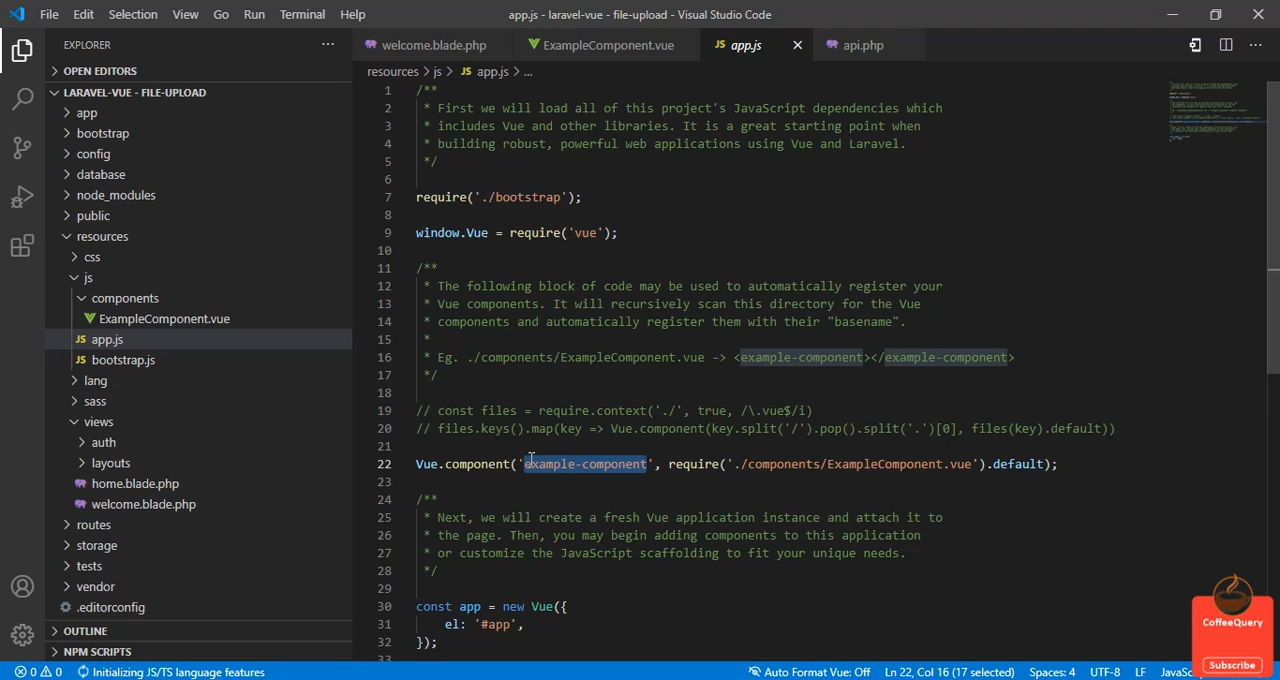 File Edit Selection View Go Run Terminal Help
app.js - laravel-vue - file-upload - Visual Studio Code
EXPLORER
OPEN EDITORS
LARAVEL-VUE - FILE-UPLOAD
app
bootstrap
config
database
node_modules
public
resources
css
js
components
ExampleComponent.vue
JS app.js
JS bootstrap.js
lang
sass
views
auth
layouts
home.blade.php
welcome.blade.php
routes
storage
tests
vendor
.editorconfig
OUTLINE
NPM SCRIPTS
welcome.blade.php
ExampleComponent.vue
JS app.js
api.php
resources > js > JS app.js > ...
1 /**
2 * First we will load all of this project's JavaScript dependencies which
3 * includes Vue and other libraries. It is a great starting point when
4 * building robust, powerful web applications using Vue and Laravel.
5 */
6
7 require('./bootstrap');
8
9 window.Vue = require('vue');
10
11 /**
12 * The following block of code may be used to automatically register your
13 * Vue components. It will recursively scan this directory for the Vue
14 * components and automatically register them with their "basename".
15 *
16 * Eg. ./components/ExampleComponent.vue -> <example-component></example-component>
17 */
18
19 // const files = require.context('./', true, /\.vue$/i)
20 // files.keys().map(key => Vue.component(key.split('/').pop().split('.')[0], files(key).default))
21
22 Vue.component('example-component', require('./components/ExampleComponent.vue').default);
23
24 /**
25 * Next, we will create a fresh Vue application instance and attach it to
26 * the page. Then, you may begin adding components to this application
27 * or customize the JavaScript scaffolding to fit your unique needs.
28 */
29
30 const app = new Vue({
31 el: '#app',
32 });
33
CoffeeQuery
Subscribe
0 0 Initializing JS/TS language features
Auto Format Vue: Off Ln 22, Col 16 (17 selected) Spaces: 4 UTF-8 LF